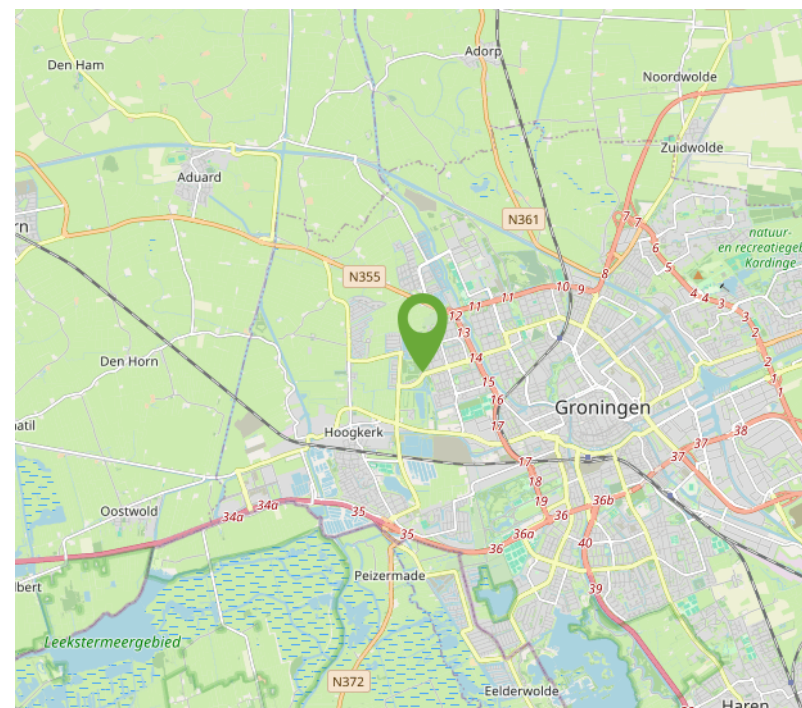 Adorp
Den Ham
Noordwolde
Zuidwolde
Aduard
N361
7
7
natuur-
en recreatiegeb
Kardinge
rn
6
5
8
N355
10
9
11
11
4
4
3
3
12
13
2
2
14
Den Horn
15
1
16
Groningen
17
natil
Hoogkerk
38
37
37
17
18
34a
34a
19
36b
35
36
Oostwold
35
36a
36
40
Peizermade
lbert
39
Leekstermeergebied
N372
Eelderwolde
Haren